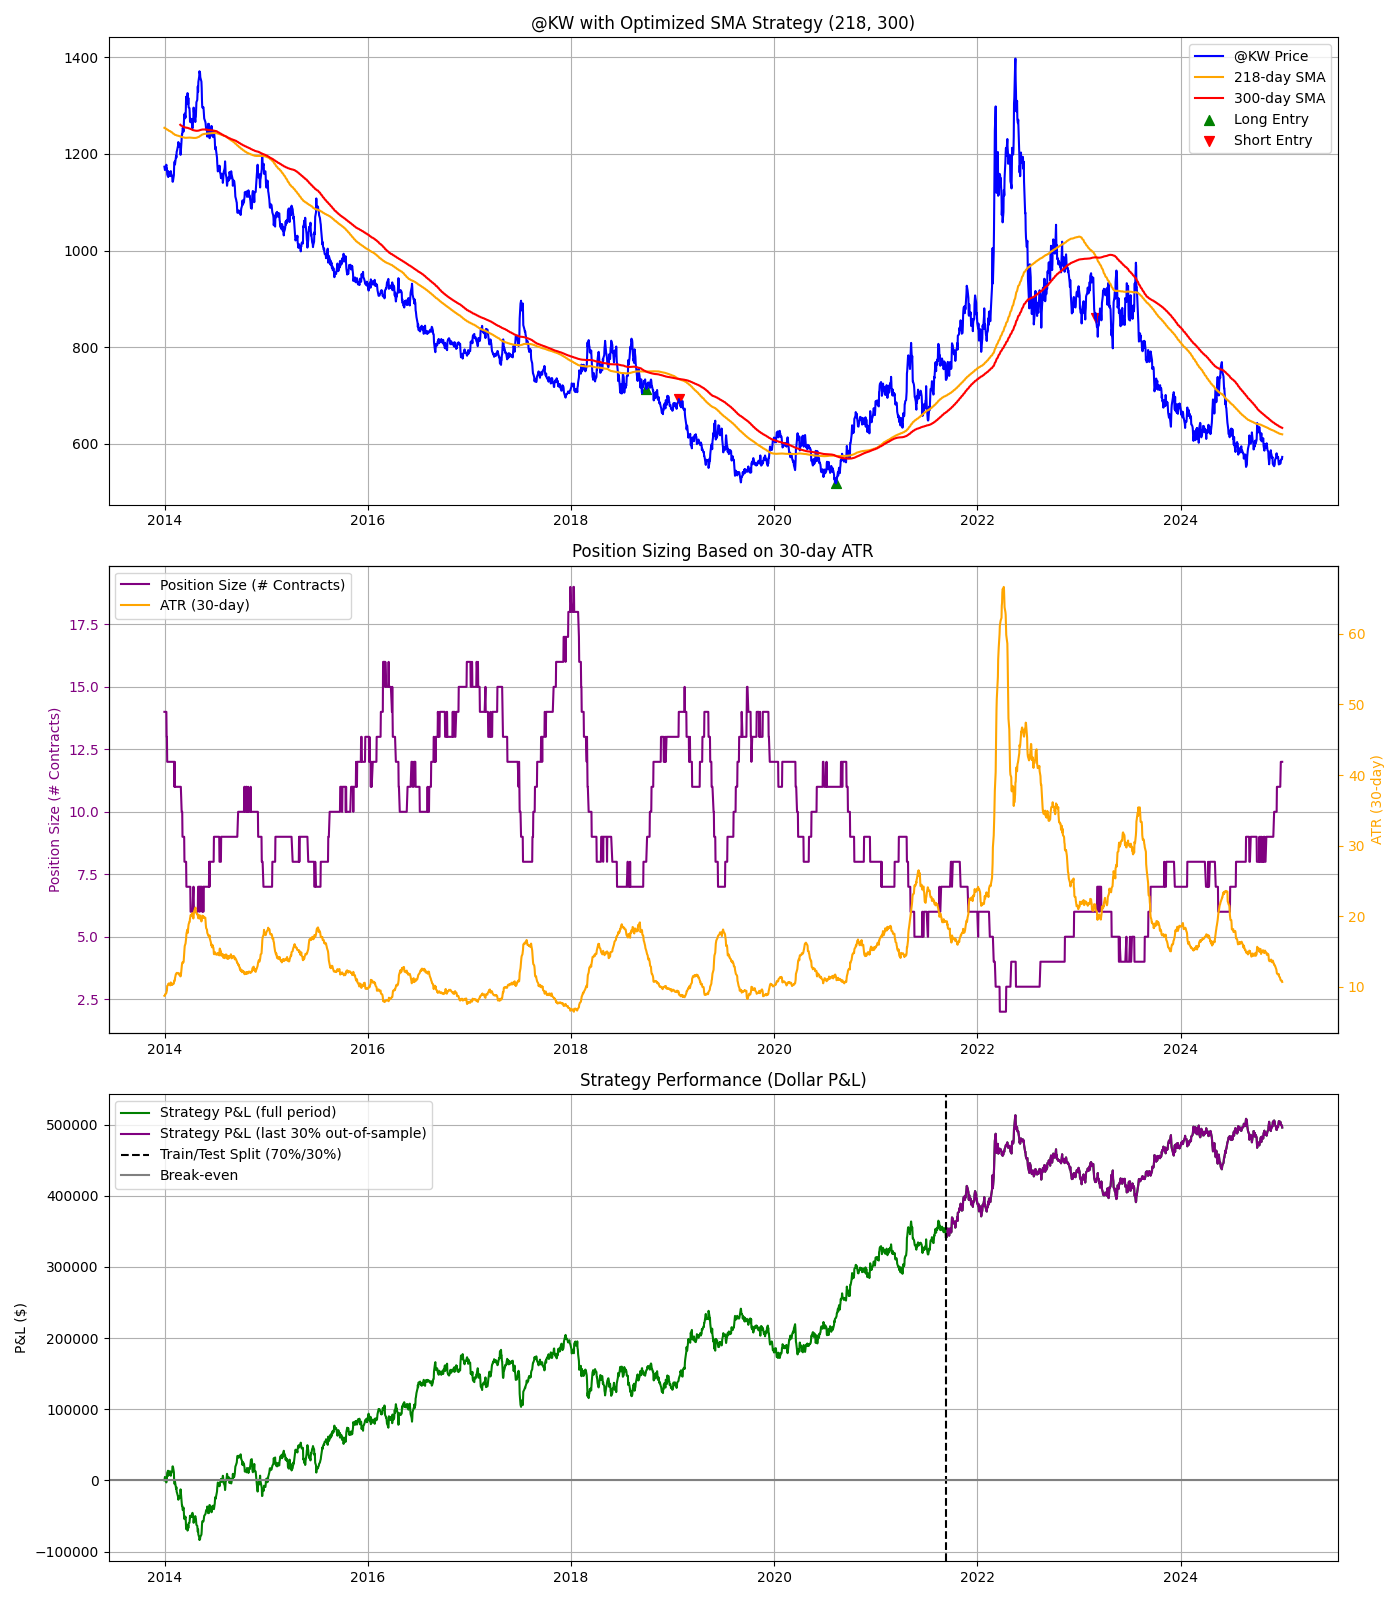 @KW with Optimized SMA Strategy (218, 300)
1400
1200
1000
800
600
@KW Price
218-day SMA
300-day SMA
Long Entry
Short Entry
2014 2016 2018 2020 2022 2024
Position Sizing Based on 30-day ATR
Position Size (# Contracts)
17.5
15.0
12.5
10.0
7.5
5.0
2.5
Position Size (# Contracts)
ATR (30-day)
60
50
40
30
20
10
ATR (30-day)
2014 2016 2018 2020 2022 2024
Strategy Performance (Dollar P&L)
P&L ($)
500000
400000
300000
200000
100000
0
−100000
Strategy P&L (full period)
Strategy P&L (last 30% out-of-sample)
Train/Test Split (70%/30%)
Break-even
2014 2016 2018 2020 2022 2024